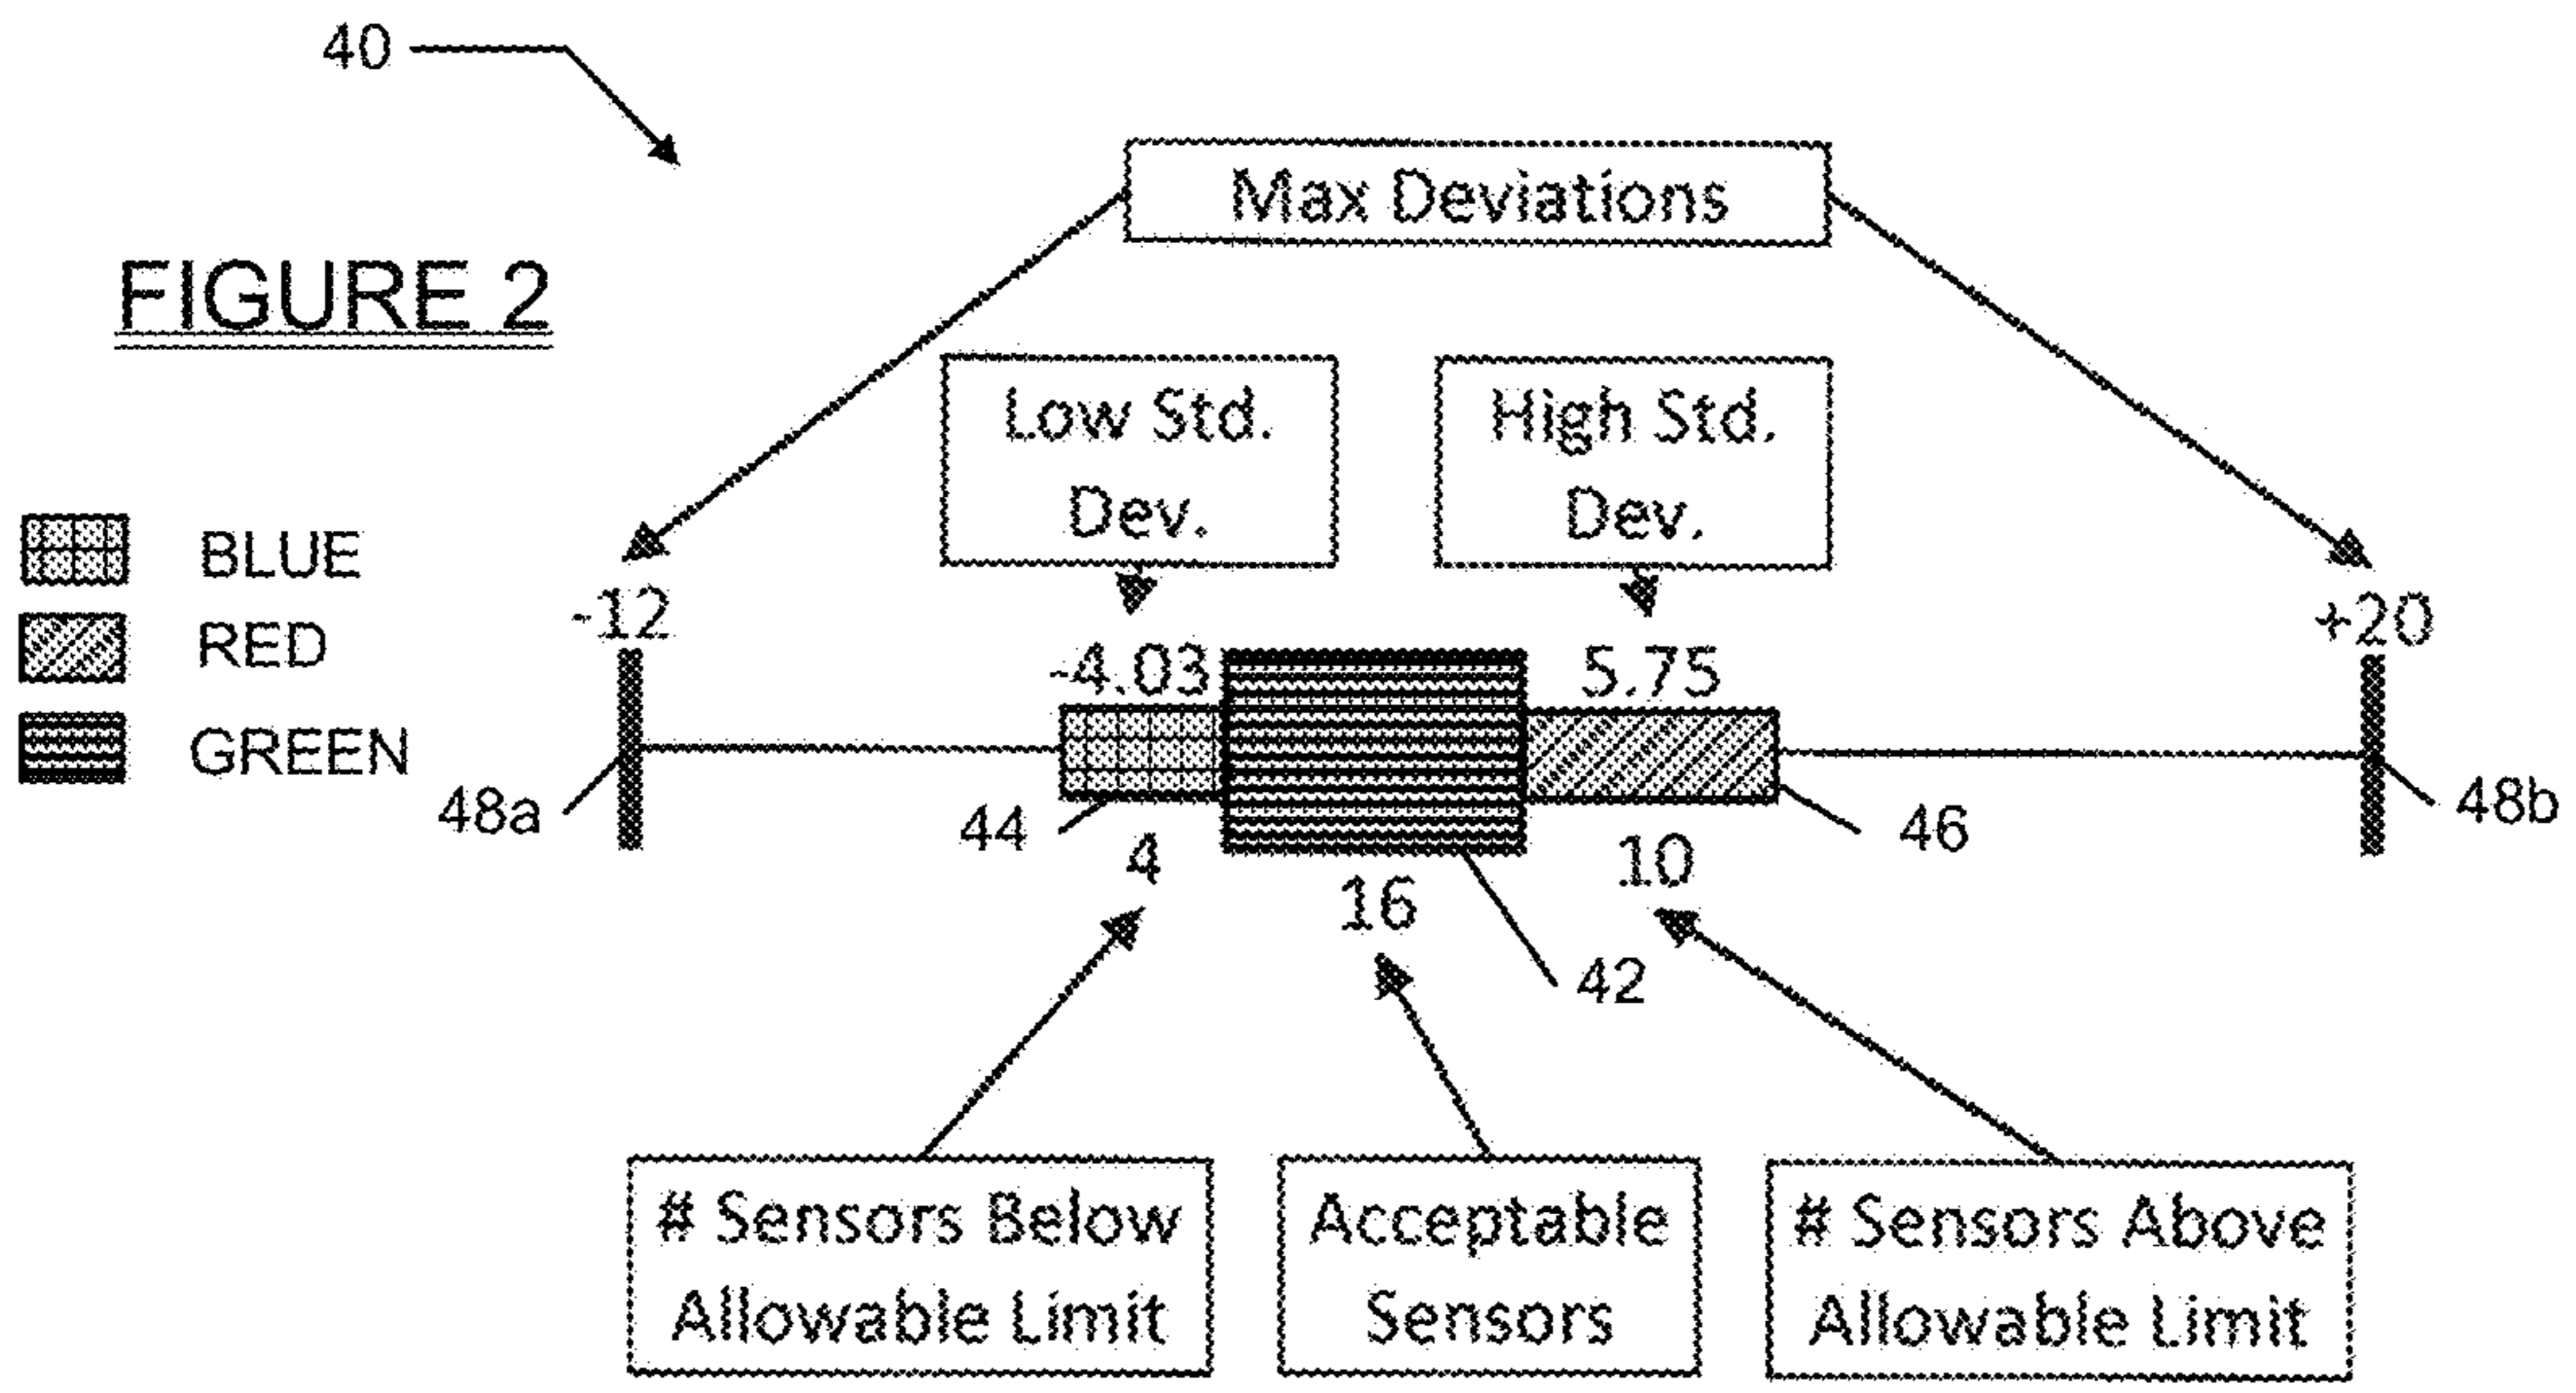 40
Max Deviations
FIGURE 2
Low Std.
Dev.
High Std.
Dev.
BLUE
RED
GREEN
-12
+20
-4.03
5.75
48a
44
46
48b
4
16
10
42
# Sensors Below
Allowable Limit
Acceptable
Sensors
# Sensors Above
Allowable Limit